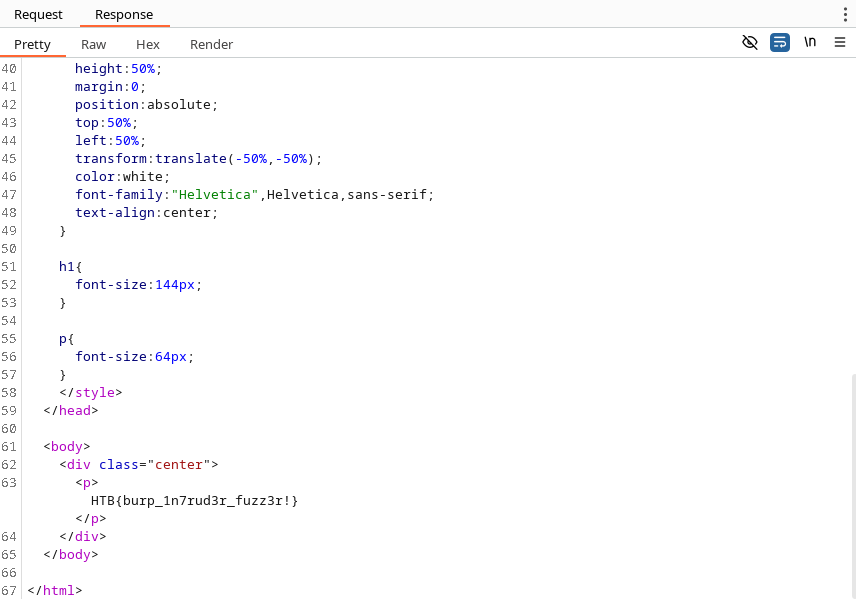 Request Response
Pretty Raw Hex Render \n
40 height:50%;
41 margin:0;
42 position:absolute;
43 top:50%;
44 left:50%;
45 transform:translate(-50%,-50%);
46 color:white;
47 font-family:"Helvetica",Helvetica,sans-serif;
48 text-align:center;
49 }
50
51 h1{
52 font-size:144px;
53 }
54
55 p{
56 font-size:64px;
57 }
58 </style>
59 </head>
60
61 <body>
62 <div class="center">
63 <p>
HTB{burp_1n7rud3r_fuzz3r!}
</p>
64 </div>
65 </body>
66
67 </html>